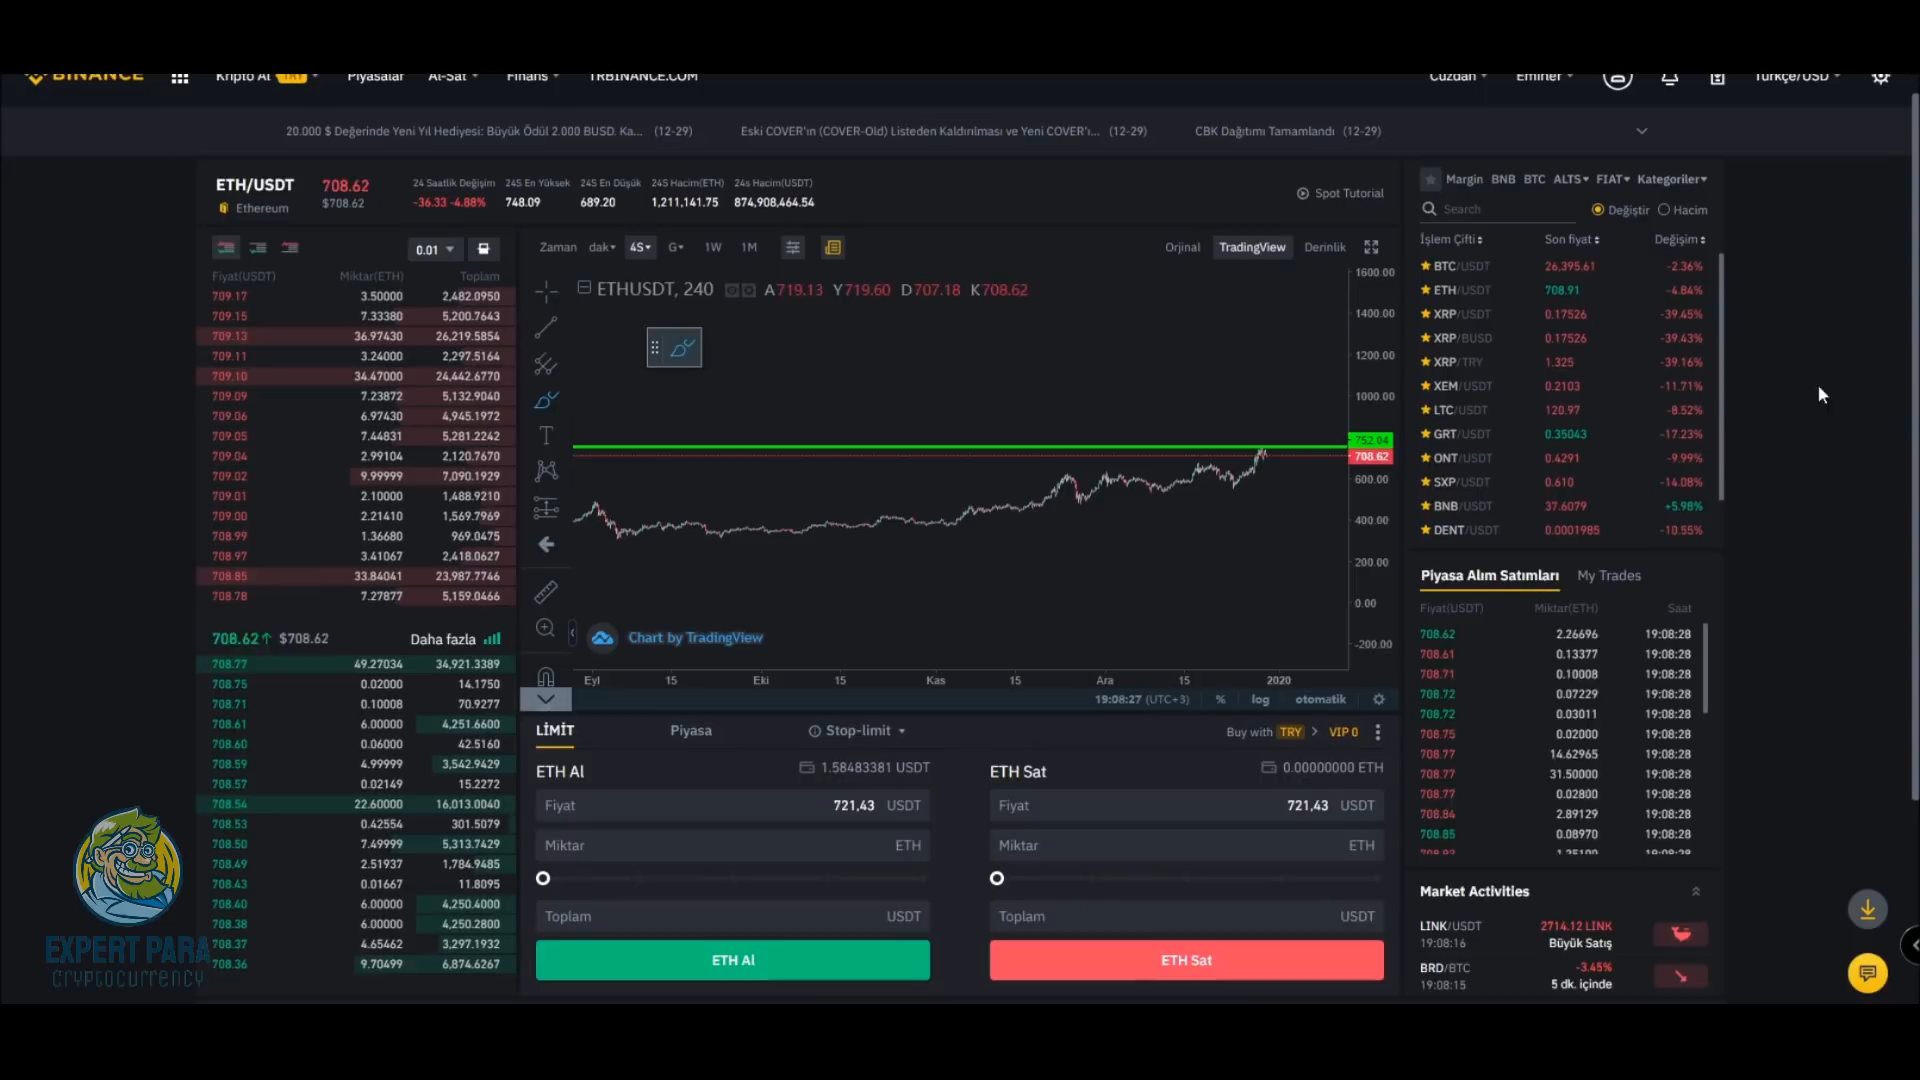 BINANCE Kripto Al TRY Piyasalar Al-Sat Finans TRBINANCE.COM Cüzdan Emirler Türkçe/USD
20.000 $ Değerinde Yeni Yıl Hediyesi: Büyük Ödül 2.000 BUSD. Ka... (12-29) Eski COVER'ın (COVER-Old) Listeden Kaldırılması ve Yeni COVER'ı... (12-29) CBK Dağıtımı Tamamlandı (12-29)
ETH/USDT 708.62 24 Saatlik Değişim 24S En Yüksek 24S En Düşük 24S Hacim(ETH) 24s Hacim(USDT)
Ethereum $708.62 -36.33 -4.88% 748.09 689.20 1,211,141.75 874,908,464.54
Spot Tutorial
0.01
Fiyat(USDT) Miktar(ETH) Toplam
709.17 3.50000 2,482.0950
709.15 7.33380 5,200.7643
709.13 36.97430 26,219.5854
709.11 3.24000 2,297.5164
709.10 34.47000 24,442.6770
709.09 7.23872 5,132.9040
709.06 6.97430 4,945.1972
709.05 7.44831 5,281.2242
709.04 2.99104 2,120.7670
709.02 9.99999 7,090.1929
709.01 2.10000 1,488.9210
709.00 2.21410 1,569.7969
708.99 1.36680 969.0475
708.97 3.41067 2,418.0627
708.85 33.84041 23,987.7746
708.78 7.27877 5,159.0466
708.62↑ $708.62 Daha fazla
708.77 49.27034 34,921.3389
708.75 0.02000 14.1750
708.71 0.10008 70.9277
708.61 6.00000 4,251.6600
708.60 0.06000 42.5160
708.59 4.99999 3,542.9429
708.57 0.02149 15.2272
708.54 22.60000 16,013.0040
708.53 0.42554 301.5079
708.50 7.49999 5,313.7429
708.49 2.51937 1,784.9485
708.43 0.01667 11.8095
708.40 6.00000 4,250.4000
708.38 6.00000 4,250.2800
708.37 4.65462 3,297.1932
708.36 9.70499 6,874.6267
EXPERT PARA
CRYPTOCURRENCY
Zaman dak 4S G 1W 1M Orjinal TradingView Derinlik
ETHUSDT, 240 A719.13 Y719.60 D707.18 K708.62
1600.00
1400.00
1200.00
1000.00
752.04
708.62
600.00
400.00
200.00
0.00
-200.00
Chart by TradingView
Eyl 15 Eki 15 Kas 15 Ara 15 2020
19:08:27 (UTC+3) % log otomatik
LİMİT Piyasa Stop-limit Buy with TRY > VIP 0
ETH Al 1.58483381 USDT ETH Sat 0.00000000 ETH
Fiyat 721,43 USDT Fiyat 721,43 USDT
Miktar ETH Miktar ETH
Toplam USDT Toplam USDT
ETH Al ETH Sat
Margin BNB BTC ALTS FIAT Kategoriler
Search Değiştir Hacim
İşlem Çifti Son fiyat Değişim
BTC/USDT 26,395.61 -2.36%
ETH/USDT 708.91 -4.84%
XRP/USDT 0.17526 -39.45%
XRP/BUSD 0.17526 -39.43%
XRP/TRY 1.325 -39.16%
XEM/USDT 0.2103 -11.71%
LTC/USDT 120.97 -8.52%
GRT/USDT 0.35043 -17.23%
ONT/USDT 0.4291 -9.99%
SXP/USDT 0.610 -14.08%
BNB/USDT 37.6079 +5.98%
DENT/USDT 0.0001985 -10.55%
Piyasa Alım Satımları My Trades
Fiyat(USDT) Miktar(ETH) Saat
708.62 2.26696 19:08:28
708.61 0.13377 19:08:28
708.71 0.10008 19:08:28
708.72 0.07229 19:08:28
708.72 0.03011 19:08:28
708.75 0.02000 19:08:28
708.77 14.62965 19:08:28
708.77 31.50000 19:08:28
708.77 0.02800 19:08:28
708.84 2.89129 19:08:28
708.85 0.08970 19:08:28
Market Activities
LINK/USDT 2714.12 LINK
19:08:16 Büyük Satış
BRD/BTC -3.45%
19:08:15 5 dk. içinde